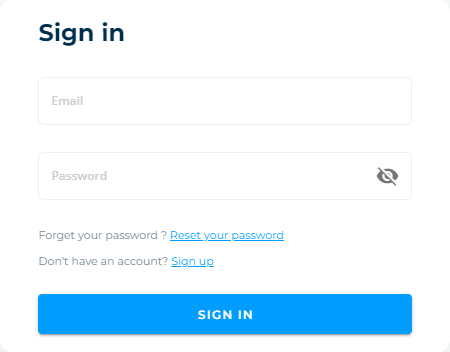 Sign in
Email
Password
Forget your password ? Reset your password
Don't have an account? Sign up
SIGN IN